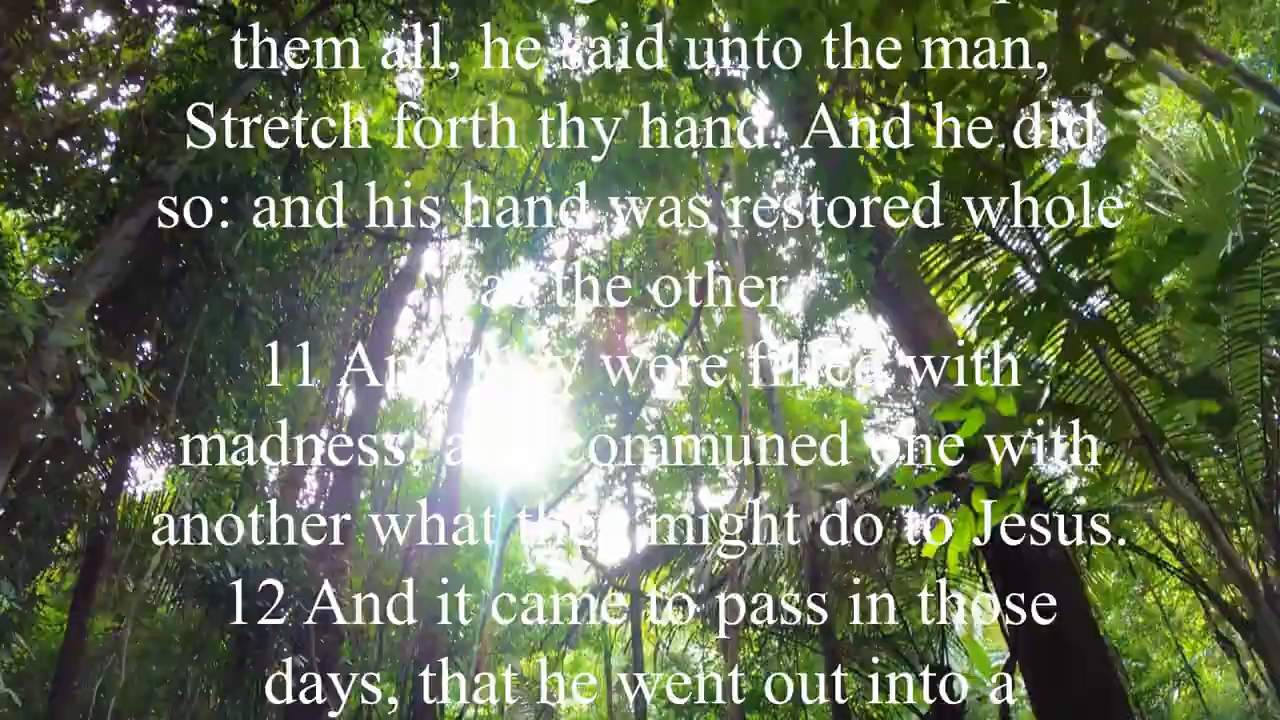 them all, he said unto the man,
Stretch forth thy hand. And he did
so: and his hand was restored whole
as the other.
11 And they were filled with
madness; and communed one with
another what they might do to Jesus.
12 And it came to pass in those
days, that he went out into a